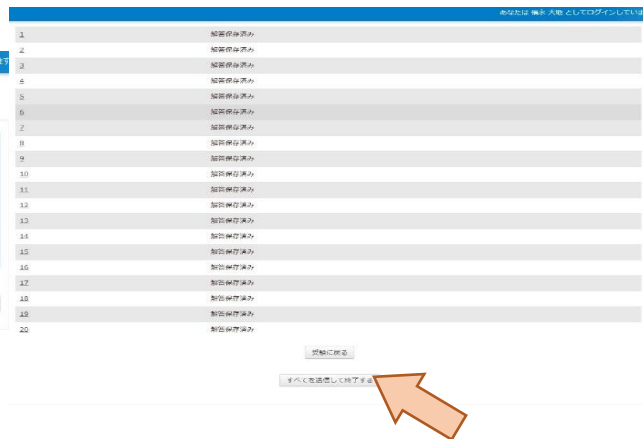 あなたは 福永 大地 としてログインしていま
ます
1 解答保存済み
2 解答保存済み
3 解答保存済み
4 解答保存済み
5 解答保存済み
6 解答保存済み
7 解答保存済み
8 解答保存済み
9 解答保存済み
10 解答保存済み
11 解答保存済み
12 解答保存済み
13 解答保存済み
14 解答保存済み
15 解答保存済み
16 解答保存済み
17 解答保存済み
18 解答保存済み
19 解答保存済み
20 解答保存済み
受験に戻る
すべてを送信して終了する